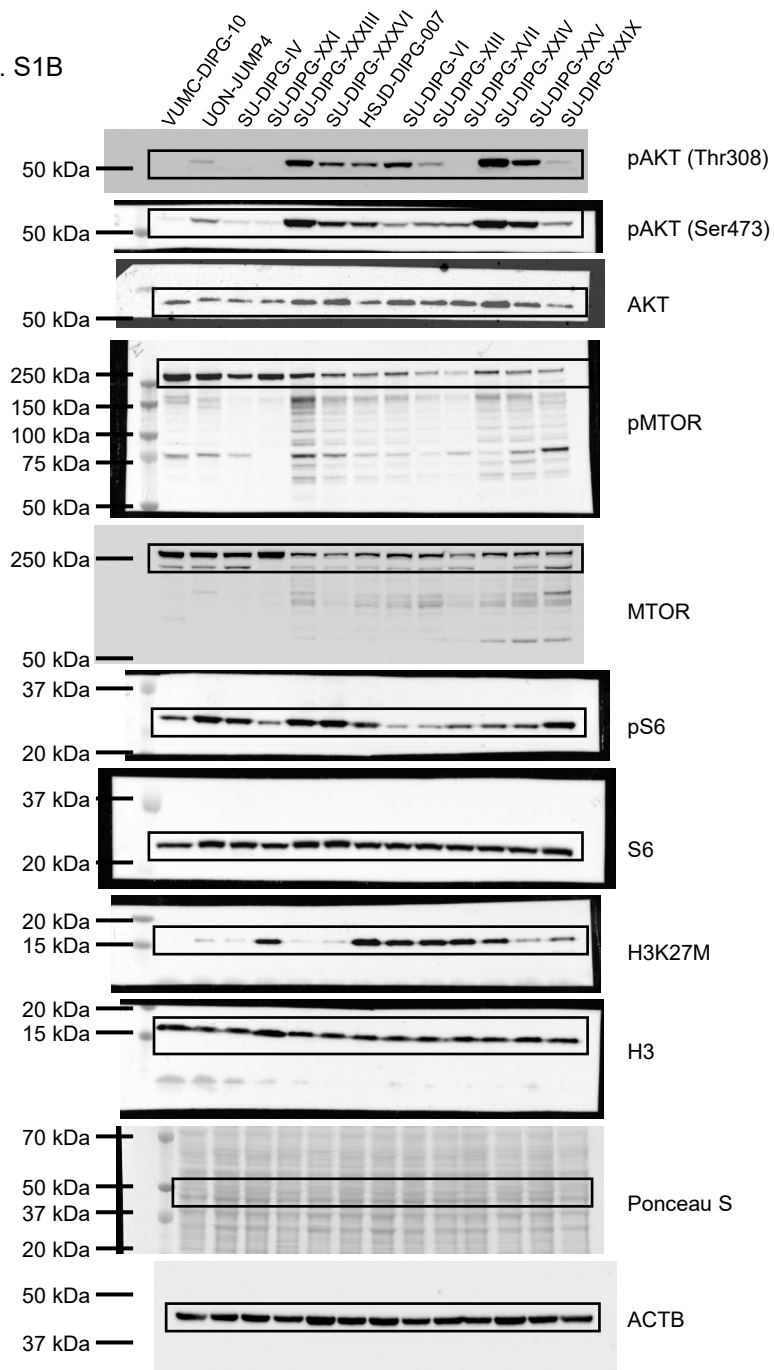 . S1B
VUMC-DIPG-10
UON-JUMP4
SU-DIPG-IV
SU-DIPG-XXI
SU-DIPG-XXXIII
SU-DIPG-XXXVI
HSJD-DIPG-007
SU-DIPG-VI
SU-DIPG-XIII
SU-DIPG-XVII
SU-DIPG-XXIV
SU-DIPG-XXV
SU-DIPG-XXIX
50 kDa
pAKT (Thr308)
50 kDa
pAKT (Ser473)
50 kDa
AKT
250 kDa
150 kDa
100 kDa
75 kDa
50 kDa
pMTOR
250 kDa
50 kDa
MTOR
37 kDa
20 kDa
pS6
37 kDa
20 kDa
S6
20 kDa
15 kDa
H3K27M
20 kDa
15 kDa
H3
70 kDa
50 kDa
37 kDa
20 kDa
Ponceau S
50 kDa
37 kDa
ACTB